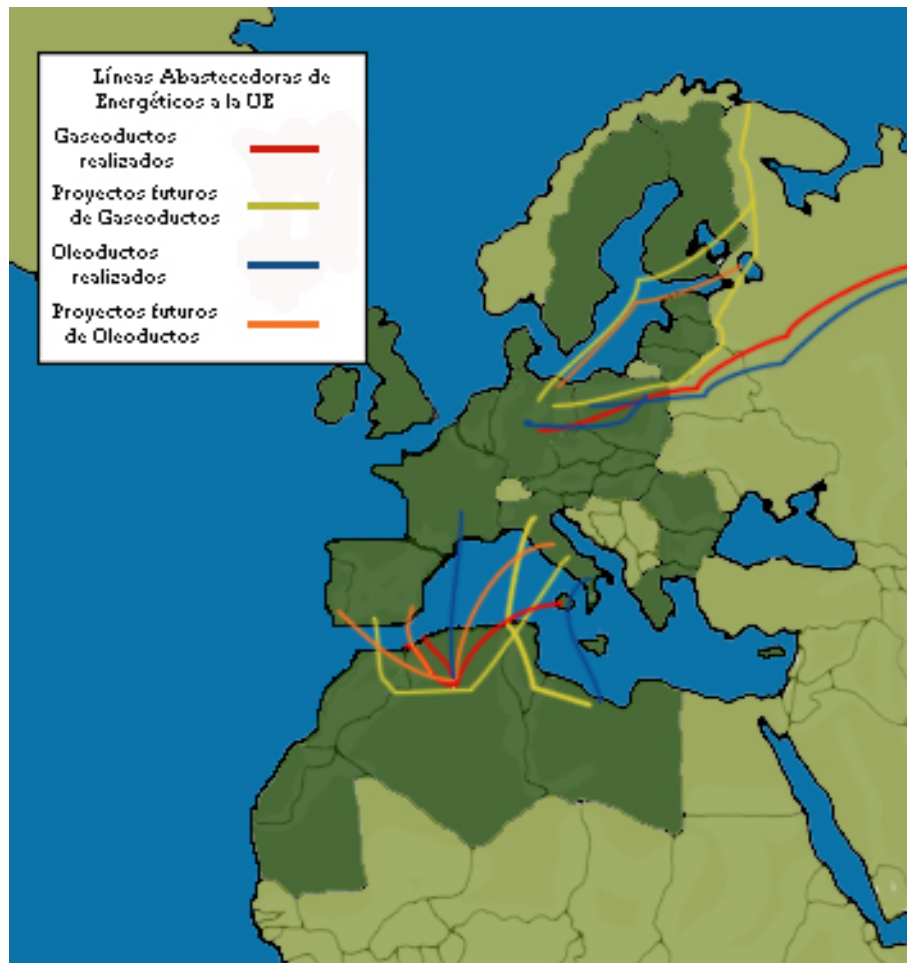 Líneas Abastecedoras de
Energéticos a la UE
Gaseoductos
realizados
Proyectos futuros
de Gaseoductos
Oleoductos
realizados
Proyectos futuros
de Oleoductos